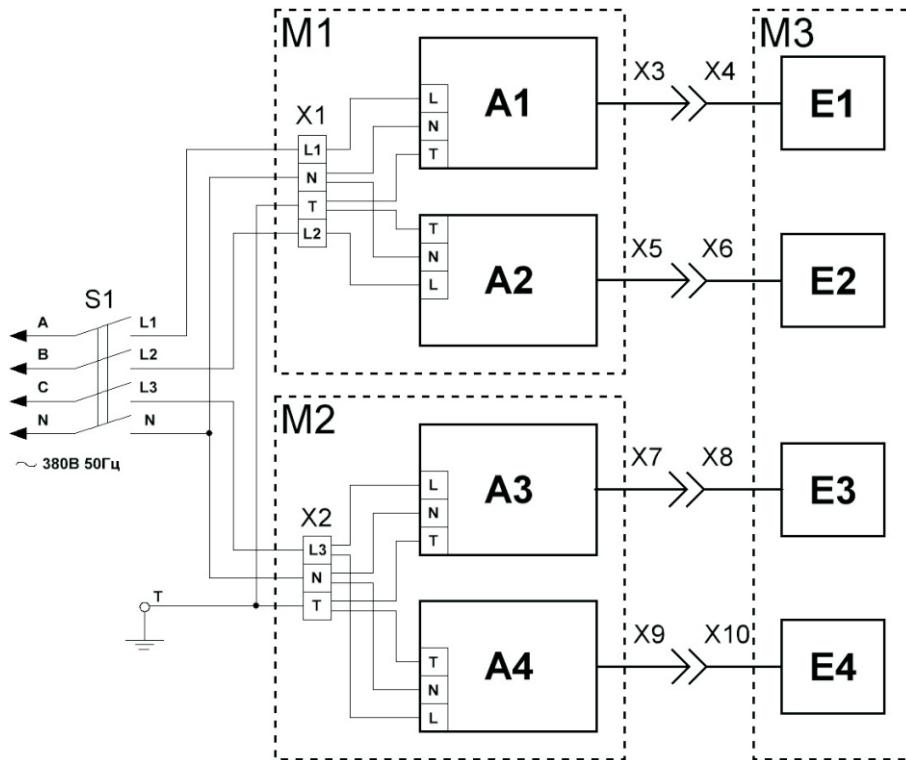 M1
M3
A1
L
N
T
X3
X4
E1
X1
L1
N
T
L2
A2
T
N
L
X5
X6
E2
S1
A
L1
B
L2
C
L3
N
N
~ 380В 50Гц
M2
A3
L
N
T
X7
X8
E3
X2
L3
N
T
T
A4
T
N
L
X9
X10
E4